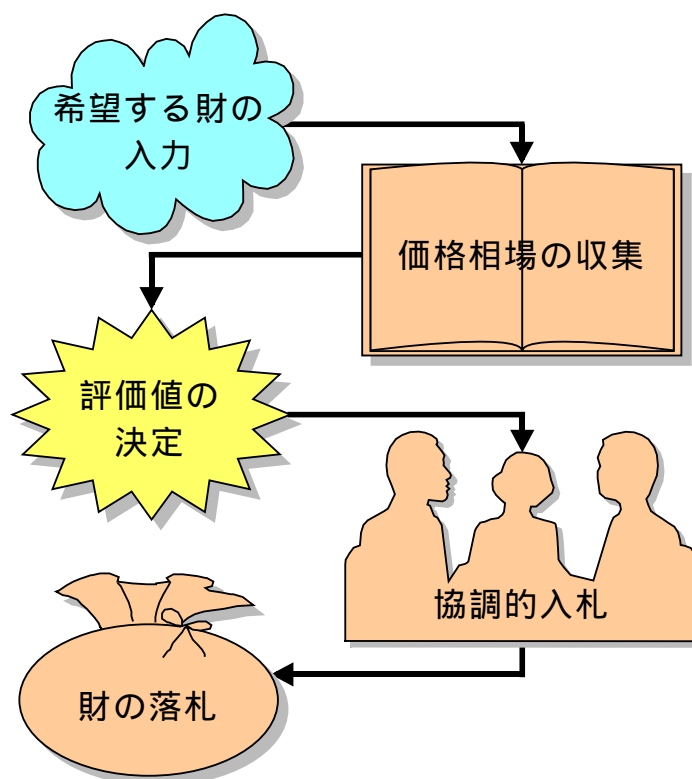 希望する財の
入力
価格相場の収集
評価値の
決定
協調的入札
財の落札